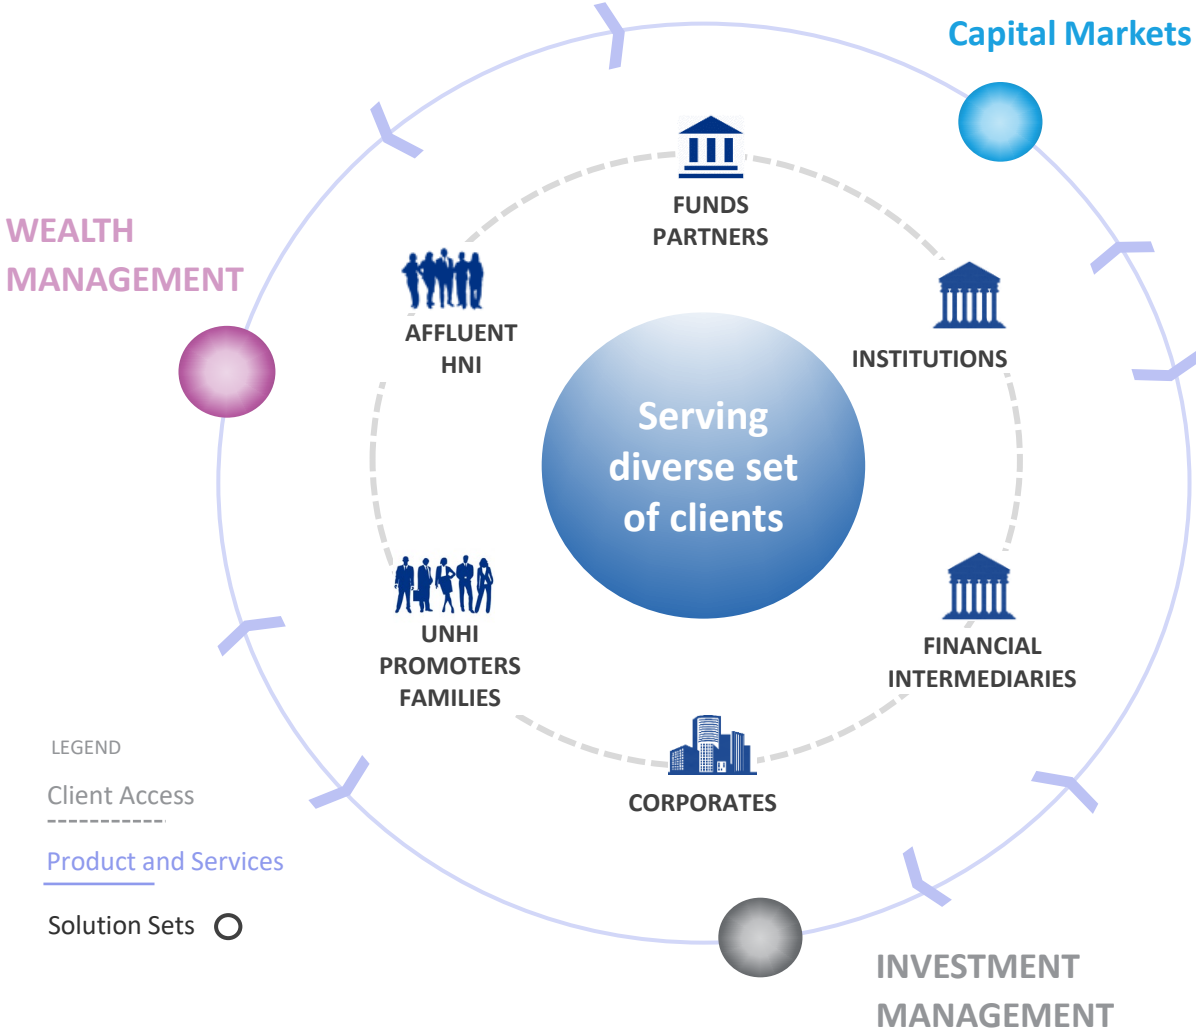 Capital Markets
FUNDS
PARTNERS
WEALTH
MANAGEMENT
AFFLUENT
HNI
INSTITUTIONS
Serving
diverse set
of clients
UNHI
PROMOTERS
FAMILIES
FINANCIAL
INTERMEDIARIES
CORPORATES
LEGEND
Client Access
Product and Services
Solution Sets
INVESTMENT
MANAGEMENT